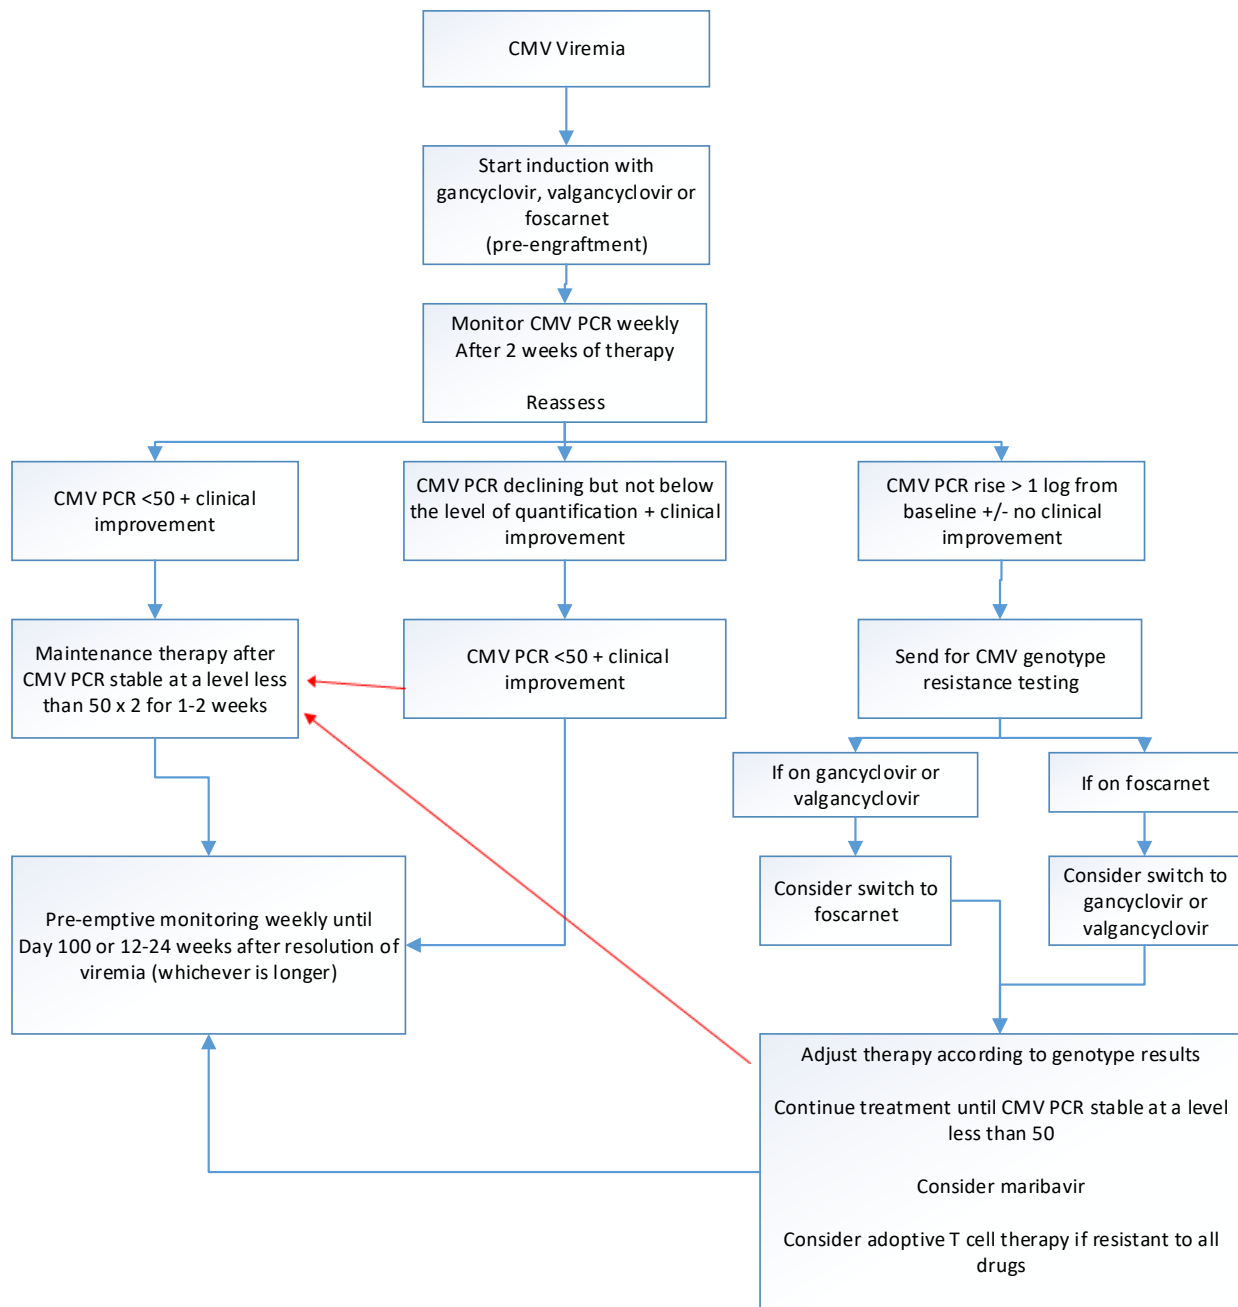 CMV Viremia
Start induction with
gancyclovir, valgancyclovir or
foscarnet
(pre-engraftment)
Monitor CMV PCR weekly
After 2 weeks of therapy
Reassess
CMV PCR <50 + clinical
improvement
CMV PCR declining but not below
the level of quantification + clinical
improvement
CMV PCR rise > 1 log from
baseline +/- no clinical
improvement
Maintenance therapy after
CMV PCR stable at a level less
than 50 x 2 for 1-2 weeks
CMV PCR <50 + clinical
improvement
Send for CMV genotype
resistance testing
If on gancyclovir or
valgancyclovir
If on foscarnet
Consider switch to
foscarnet
Consider switch to
gancyclovir or
valgancyclovir
Pre-emptive monitoring weekly until
Day 100 or 12-24 weeks after resolution of
viremia (whichever is longer)
Adjust therapy according to genotype results
Continue treatment until CMV PCR stable at a level
less than 50
Consider maribavir
Consider adoptive T cell therapy if resistant to all
drugs